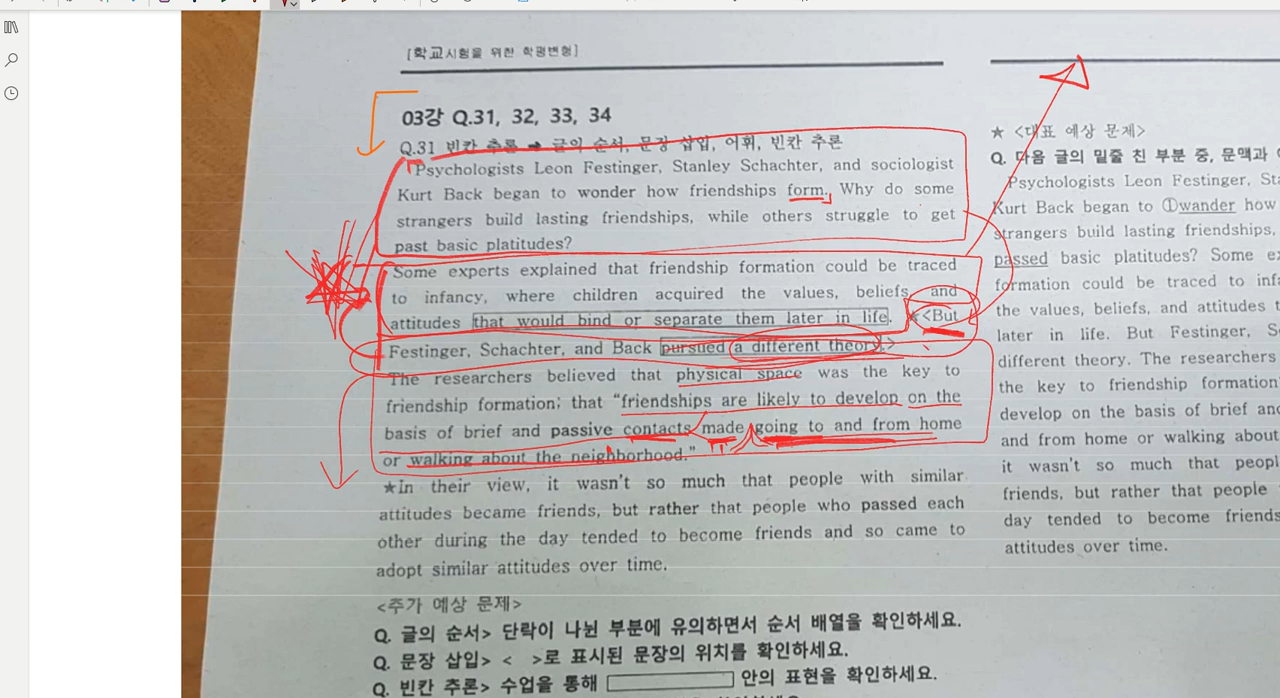 [학교시험을 위한 학평변형]
03강 Q.31, 32, 33, 34
Q.31 빈칸 추론 ➡ 글의 순서, 문장 삽입, 어휘, 빈칸 추론
Psychologists Leon Festinger, Stanley Schachter, and sociologist
Kurt Back began to wonder how friendships form. Why do some
strangers build lasting friendships, while others struggle to get
past basic platitudes?
Some experts explained that friendship formation could be traced
to infancy, where children acquired the values, beliefs, and
attitudes that would bind or separate them later in life. ★<But
Festinger, Schachter, and Back pursued a different theory.>
The researchers believed that physical space was the key to
friendship formation; that “friendships are likely to develop on the
basis of brief and passive contacts made going to and from home
or walking about the neighborhood.”
★In their view, it wasn't so much that people with similar
attitudes became friends, but rather that people who passed each
other during the day tended to become friends and so came to
adopt similar attitudes over time.
<추가 예상 문제>
Q. 글의 순서> 단락이 나뉜 부분에 유의하면서 순서 배열을 확인하세요.
Q. 문장 삽입> < >로 표시된 문장의 위치를 확인하세요.
Q. 빈칸 추론> 수업을 통해 안의 표현을 확인하세요.
★ <대표 예상 문제>
Q. 다음 글의 밑줄 친 부분 중, 문맥과
Psychologists Leon Festinger, Sta
Kurt Back began to ①wander how
strangers build lasting friendships,
passed basic platitudes? Some ex
formation could be traced to infa
the values, beliefs, and attitudes t
later in life. But Festinger, S
different theory. The researchers
the key to friendship formation
develop on the basis of brief and
and from home or walking about
it wasn't so much that peopl
friends, but rather that people
day tended to become friends
attitudes over time.